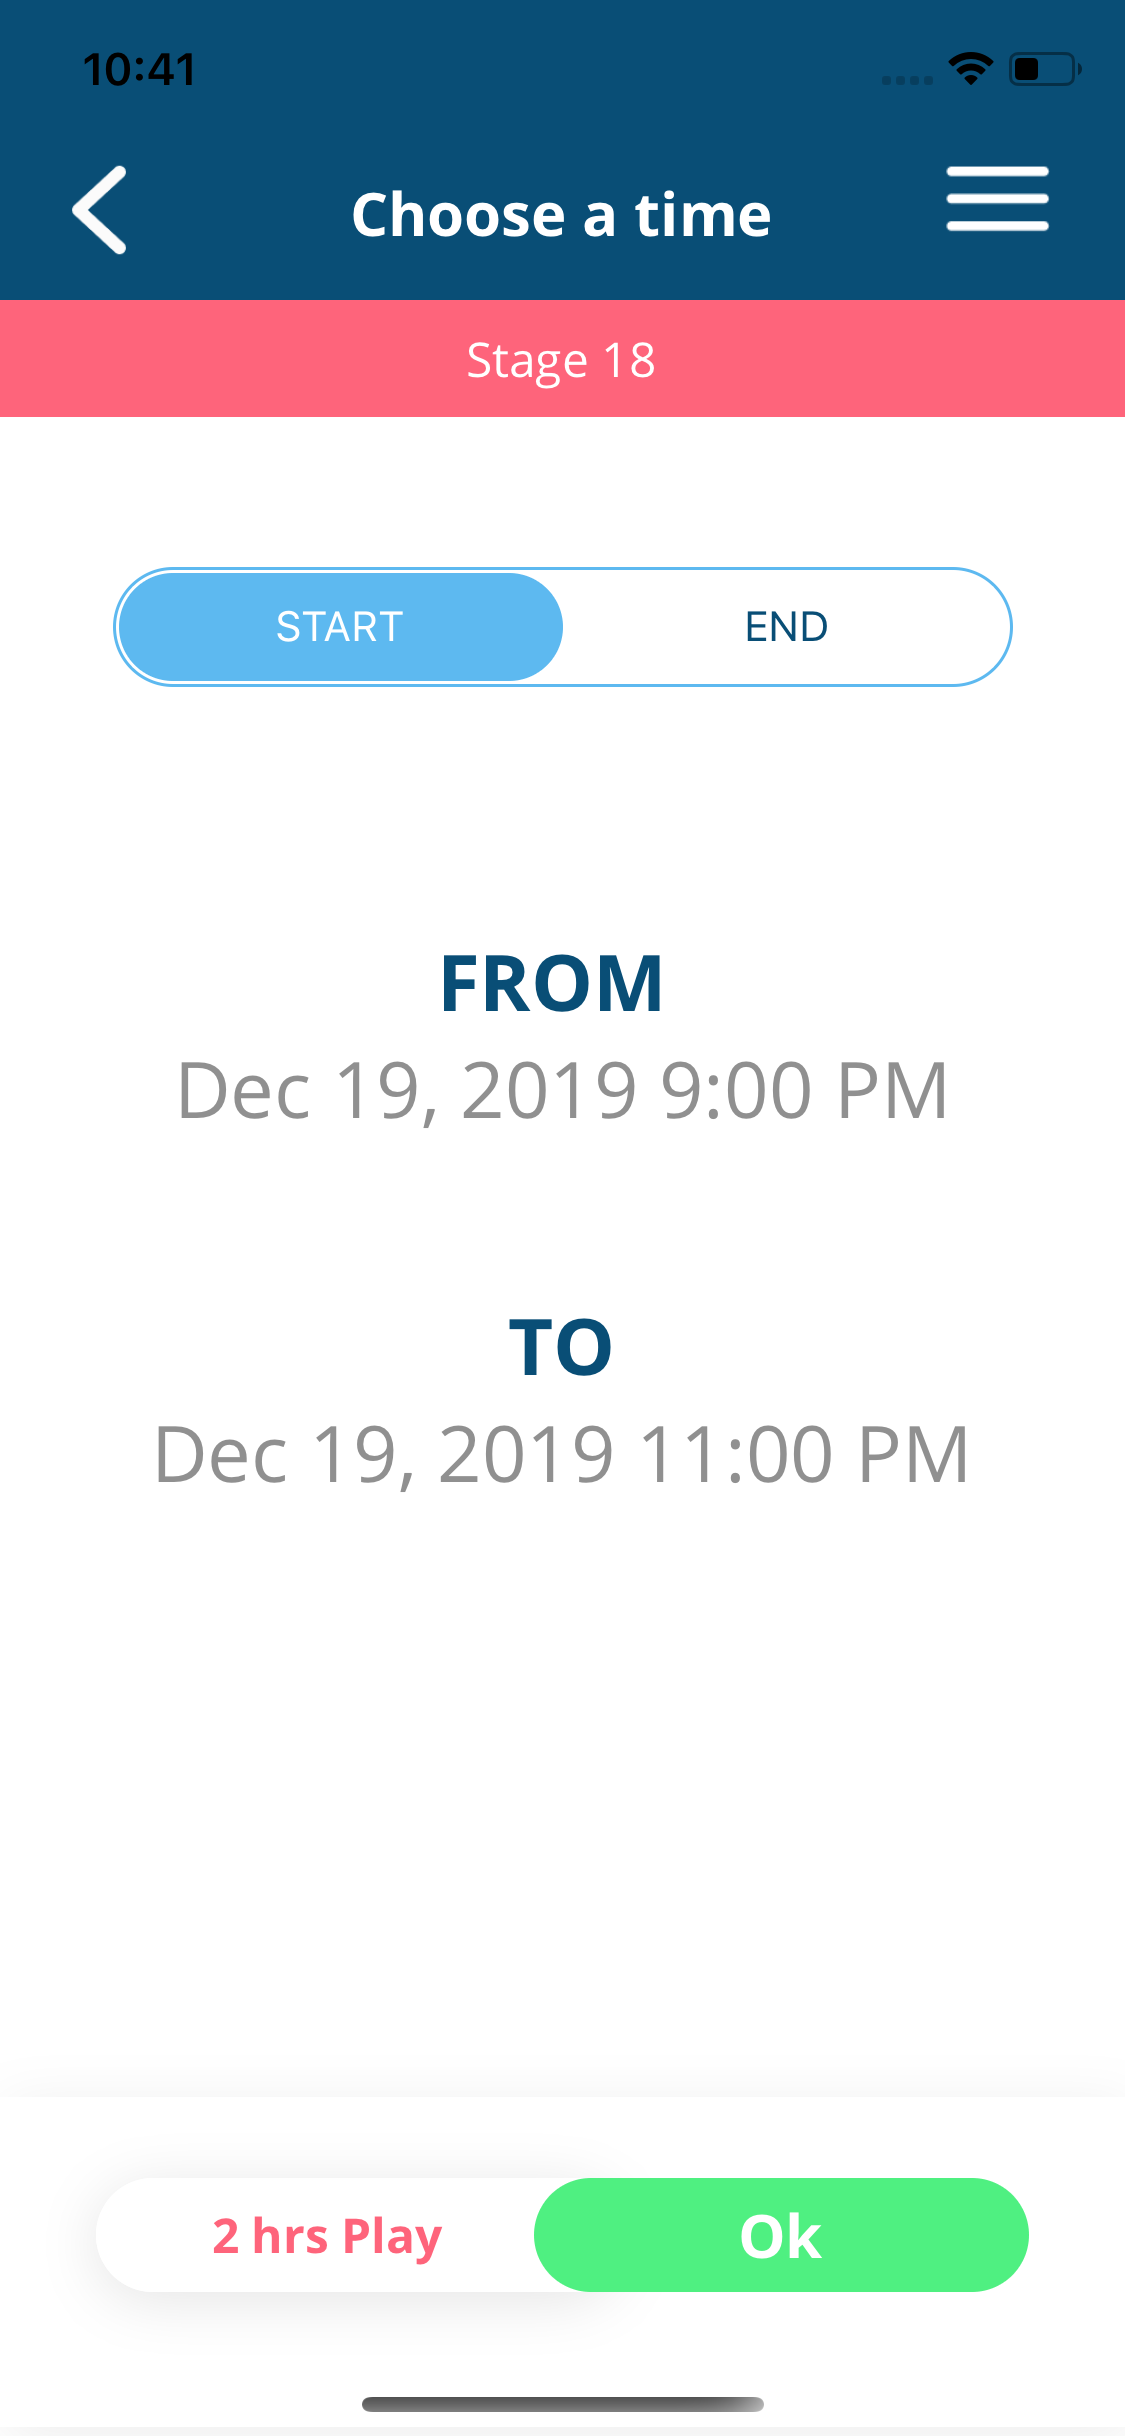 10:41
Choose a time
Stage 18
START END
FROM
Dec 19, 2019 9:00 PM
TO
Dec 19, 2019 11:00 PM
2 hrs Play Ok